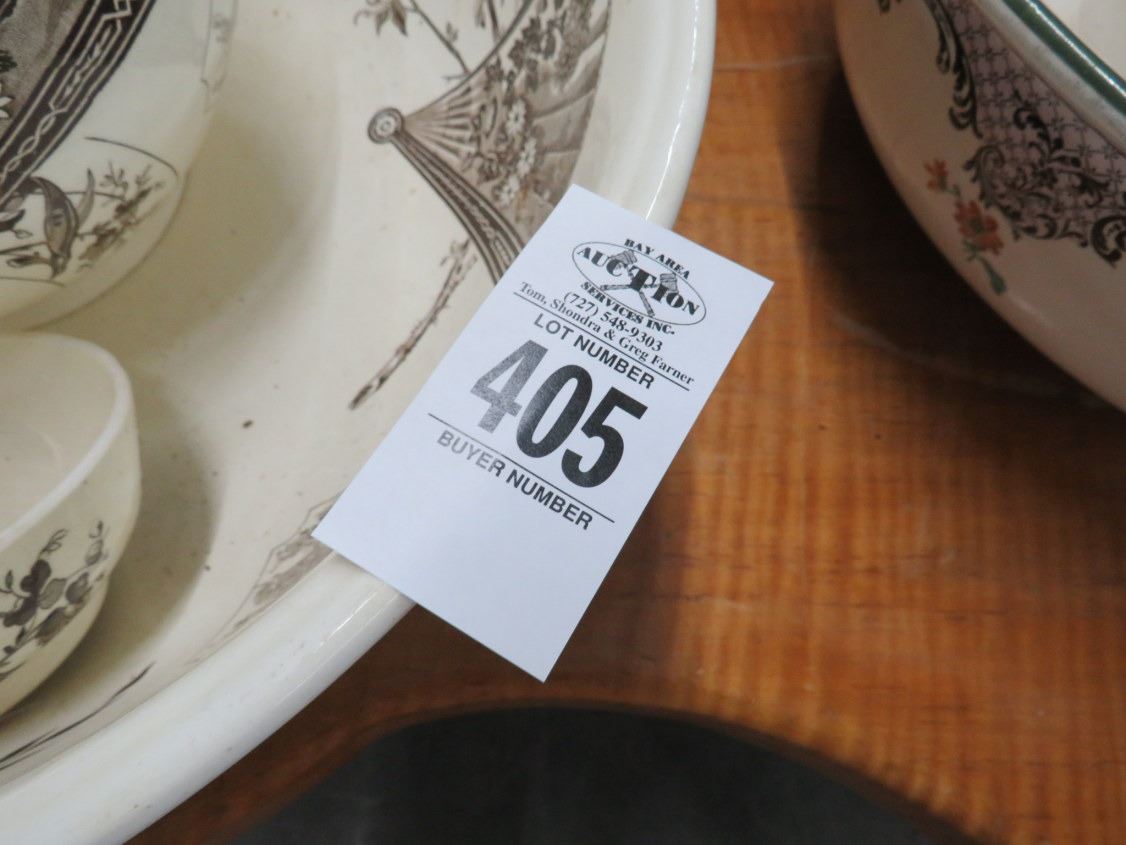 BAY AREA
AUCTION
SERVICES INC.
(727) 548-9303
Tom, Shondra & Greg Farner
LOT NUMBER
405
BUYER NUMBER